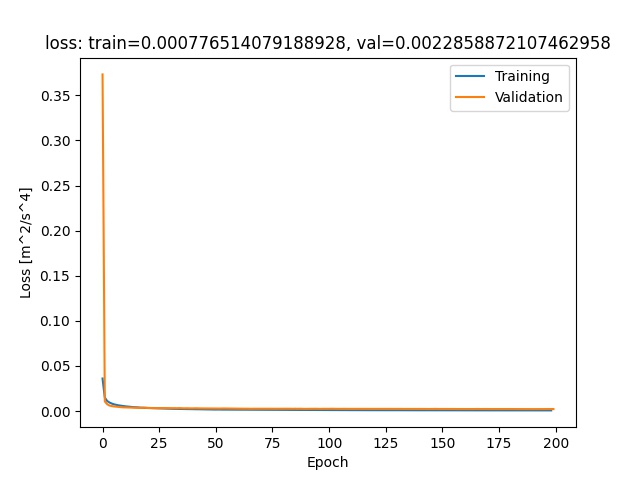 loss: train=0.000776514079188928, val=0.0022858872107462958
Training
Validation
0.35
0.30
0.25
0.20
0.15
0.10
0.05
0.00
Loss [m^2/s^4]
0 25 50 75 100 125 150 175 200
Epoch